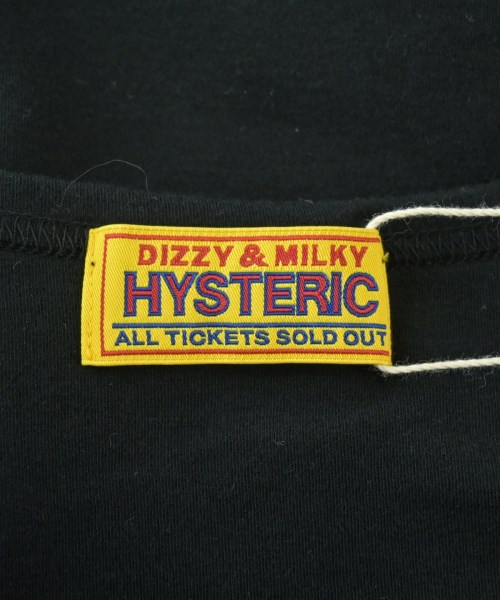 DIZZY & MILKY
HYSTERIC
ALL TICKETS SOLD OUT